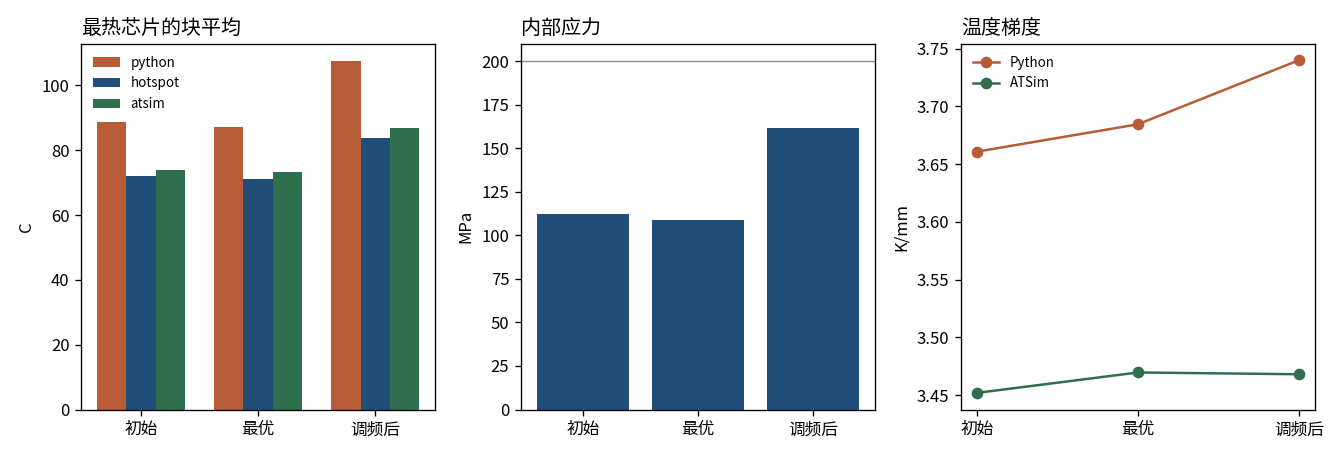 最热芯片的块平均
python
hotspot
atsim
C
100
80
60
40
20
0
初始
最优
调频后
内部应力
MPa
200
175
150
125
100
75
50
25
0
初始
最优
调频后
温度梯度
Python
ATSim
K/mm
3.75
3.70
3.65
3.60
3.55
3.50
3.45
初始
最优
调频后